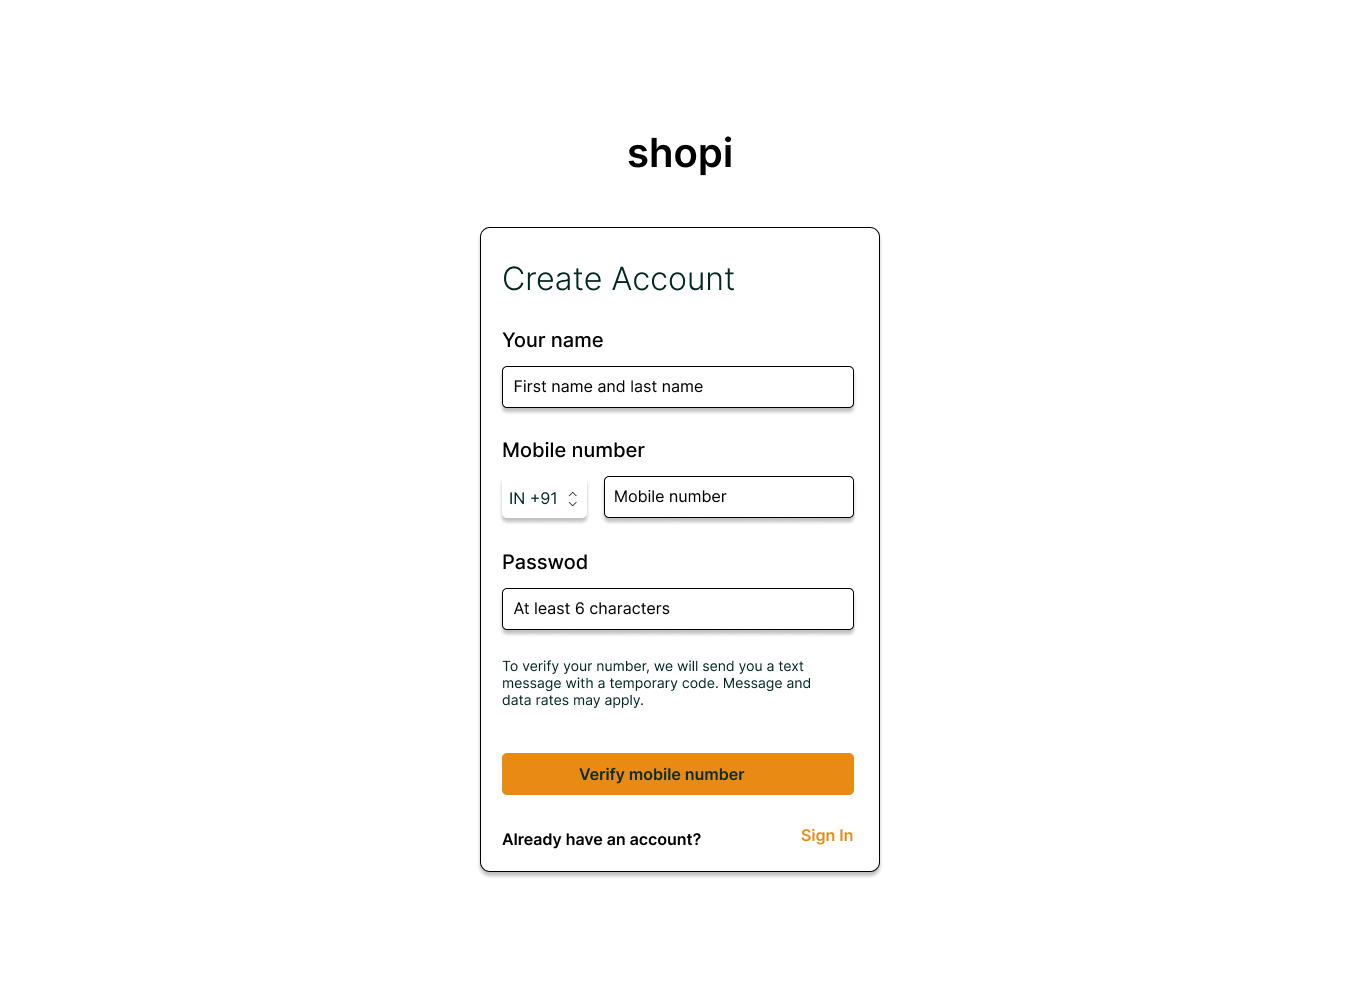 shopi
Create Account
Your name
First name and last name
Mobile number
IN +91 Mobile number
Passwod
At least 6 characters
To verify your number, we will send you a text
message with a temporary code. Message and
data rates may apply.
Verify mobile number
Already have an account? Sign In